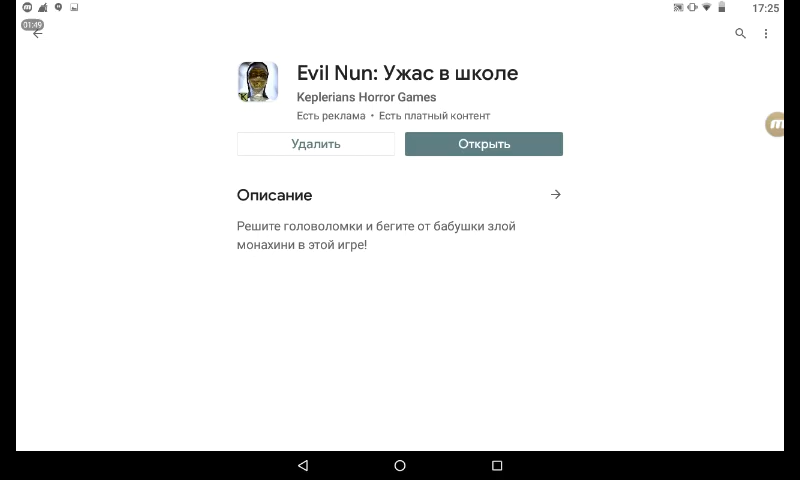 17:25
01:49
Evil Nun: Ужас в школе
Keplerians Horror Games
Есть реклама • Есть платный контент
Удалить
Открыть
Описание
Решите головоломки и бегите от бабушки злой
монахини в этой игре!